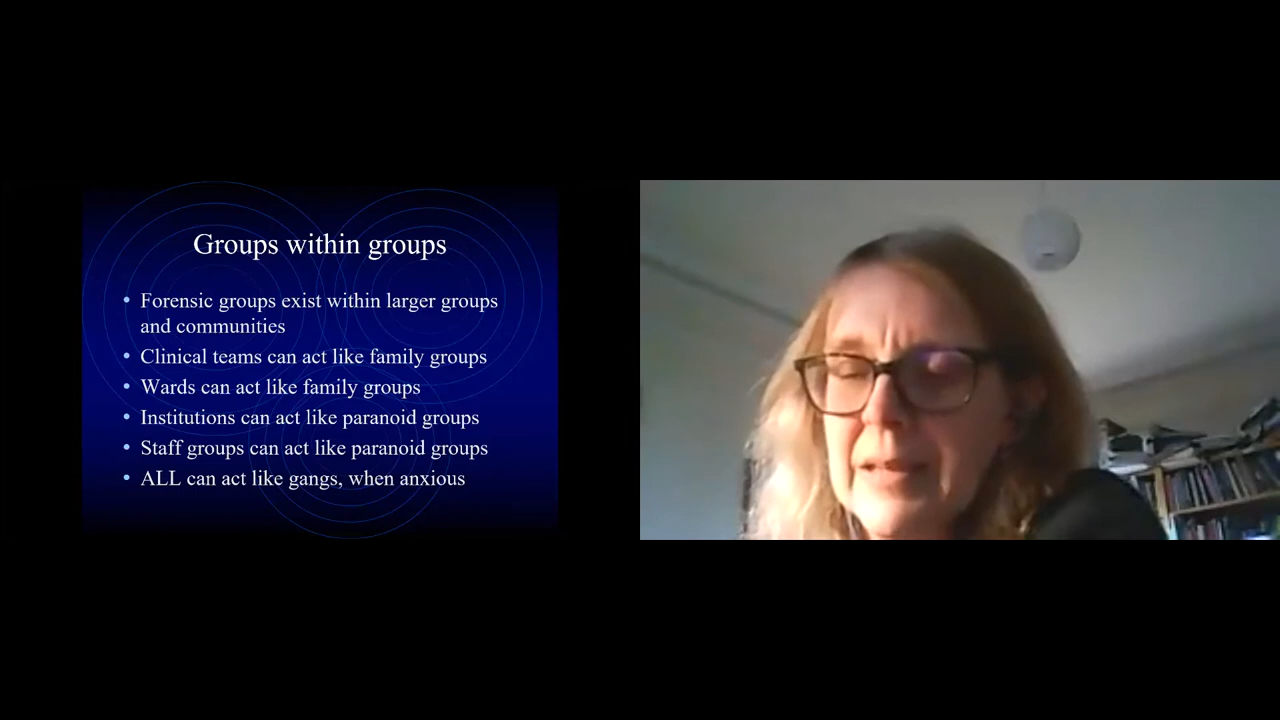 Groups within groups
• Forensic groups exist within larger groups
and communities
• Clinical teams can act like family groups
• Wards can act like family groups
• Institutions can act like paranoid groups
• Staff groups can act like paranoid groups
• ALL can act like gangs, when anxious